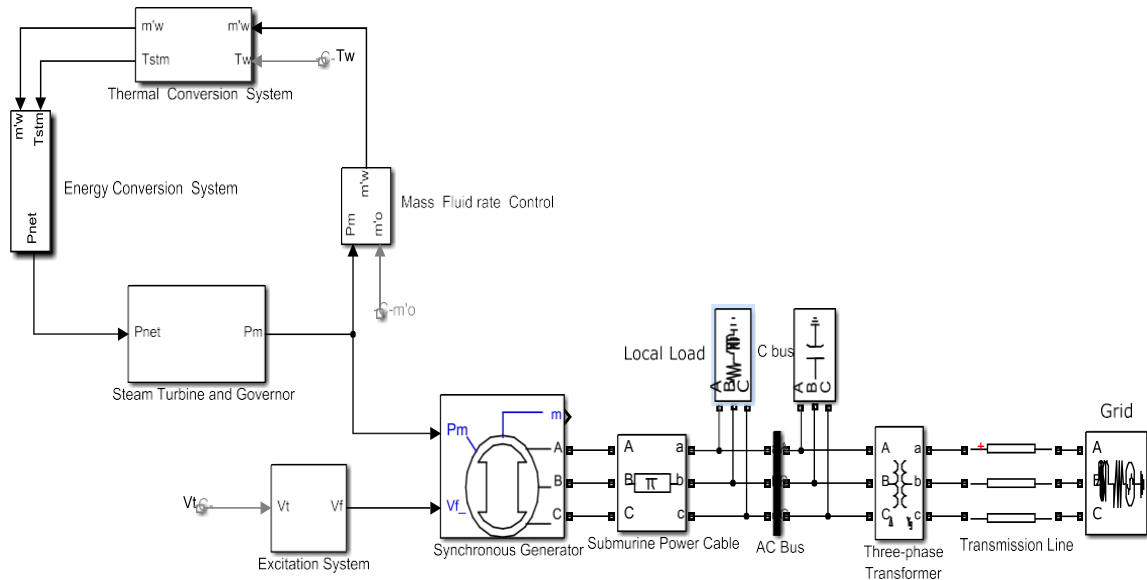 m'w
m'w
Tstm
Tw
Tw
Thermal Conversion System
m'w
Tstm
Pnet
Energy Conversion System
m'w
Pm
m'o
Mass Fluid rate Control
-C-
m'o
Pnet
Pm
Steam Turbine and Governor
Local Load
A
B
C
C bus
A
B
C
Pm
m
Vf_
A
B
C
Synchronous Generator
Vt
Vt
Vf
Excitation System
A
B
C
π
a
b
c
Submurine Power Cable
AC Bus
A
B
C
a
b
c
Three-phase
Transformer
+
Transmission Line
Grid
A
B
C